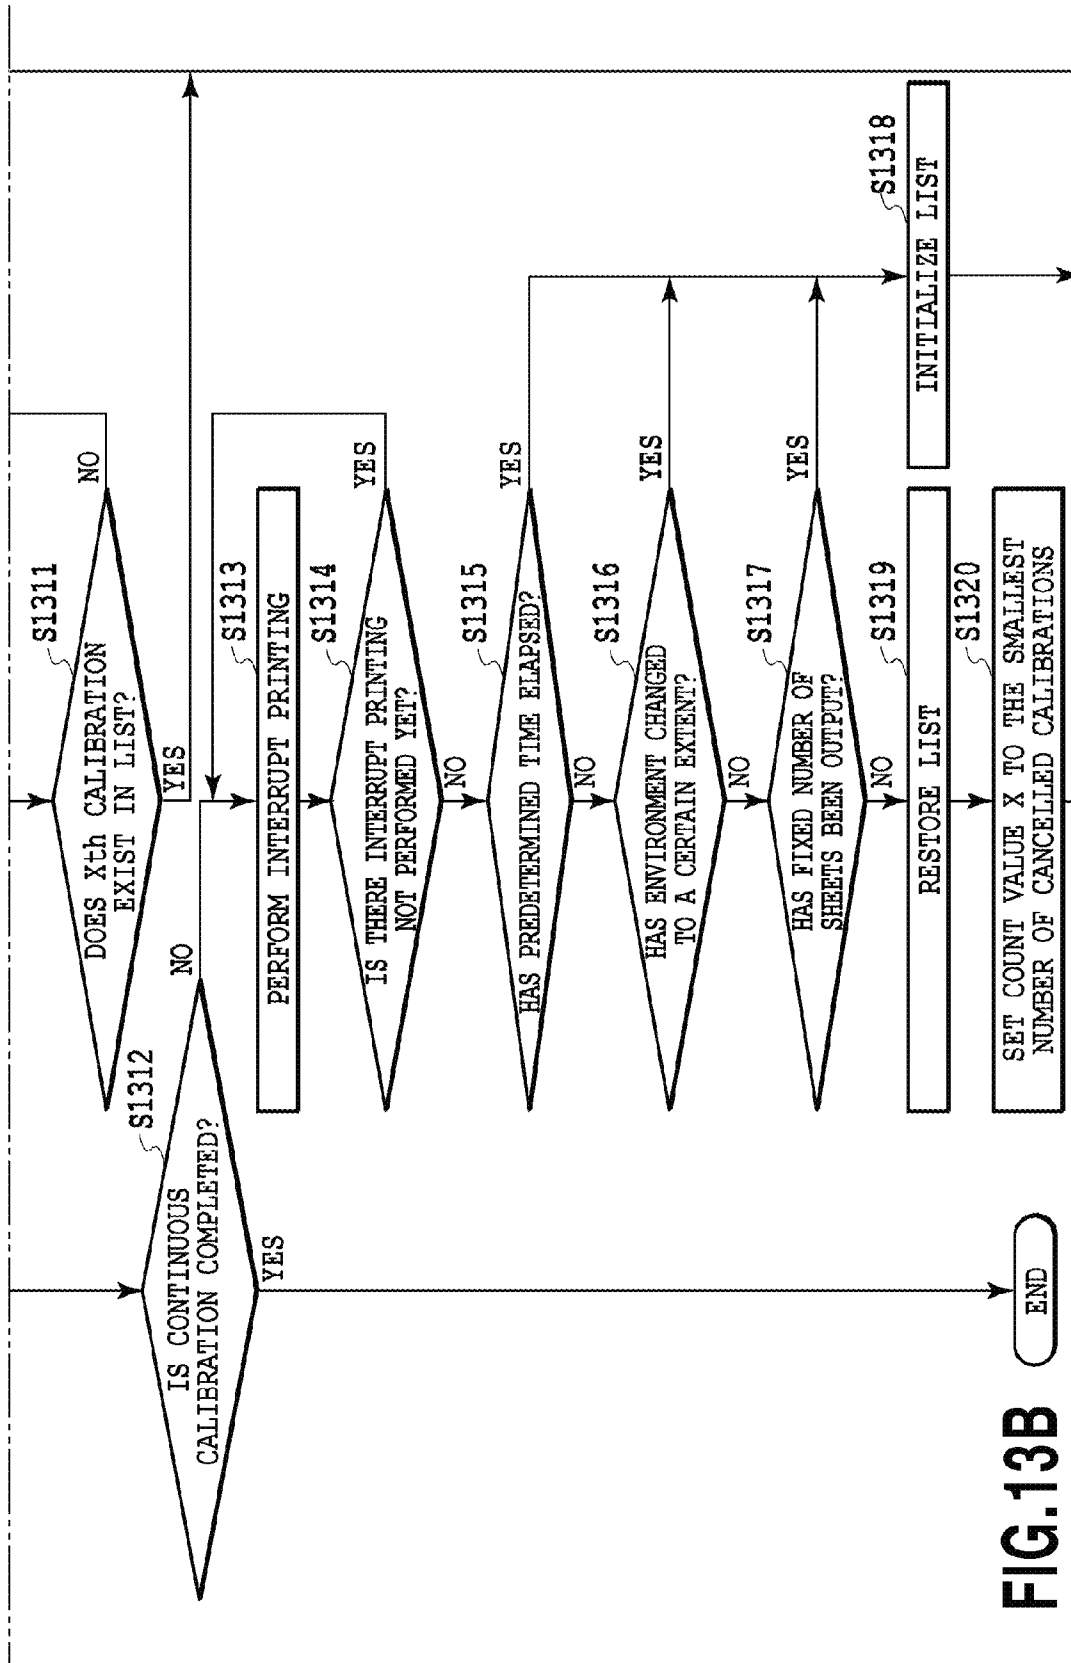 S1311
DOES Xth CALIBRATION
EXIST IN LIST?
NO
YES
S1312
IS CONTINUOUS
CALIBRATION COMPLETED?
NO
YES
S1313
PERFORM INTERRUPT PRINTING
S1314
IS THERE INTERRUPT PRINTING
NOT PERFORMED YET?
YES
NO
S1315
HAS PREDETERMINED TIME ELAPSED?
YES
NO
S1316
HAS ENVIRONMENT CHANGED
TO A CERTAIN EXTENT?
YES
NO
S1317
HAS FIXED NUMBER OF
SHEETS BEEN OUTPUT?
YES
NO
S1318
INITIALIZE LIST
S1319
RESTORE LIST
S1320
SET COUNT VALUE X TO THE SMALLEST
NUMBER OF CANCELLED CALIBRATIONS
END
FIG.13B